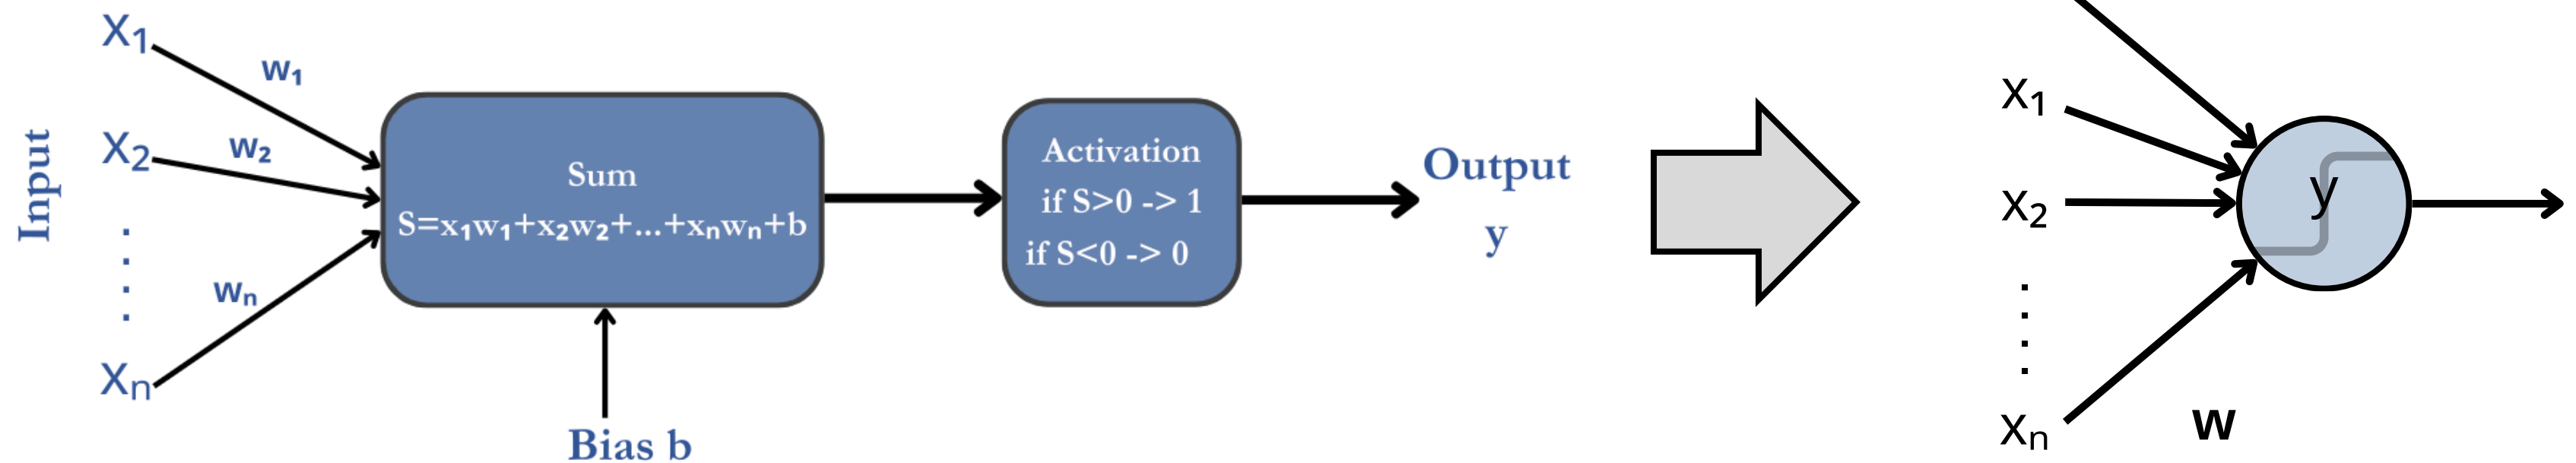 Input
X₁
w₁
X₂
w₂
⋮
wₙ
Xₙ
Sum
S=x₁w₁+x₂w₂+...+xₙwₙ+b
Bias b
Activation
if S>0 -> 1
if S<0 -> 0
Output
y
x₁
x₂
⋮
xₙ
w
y